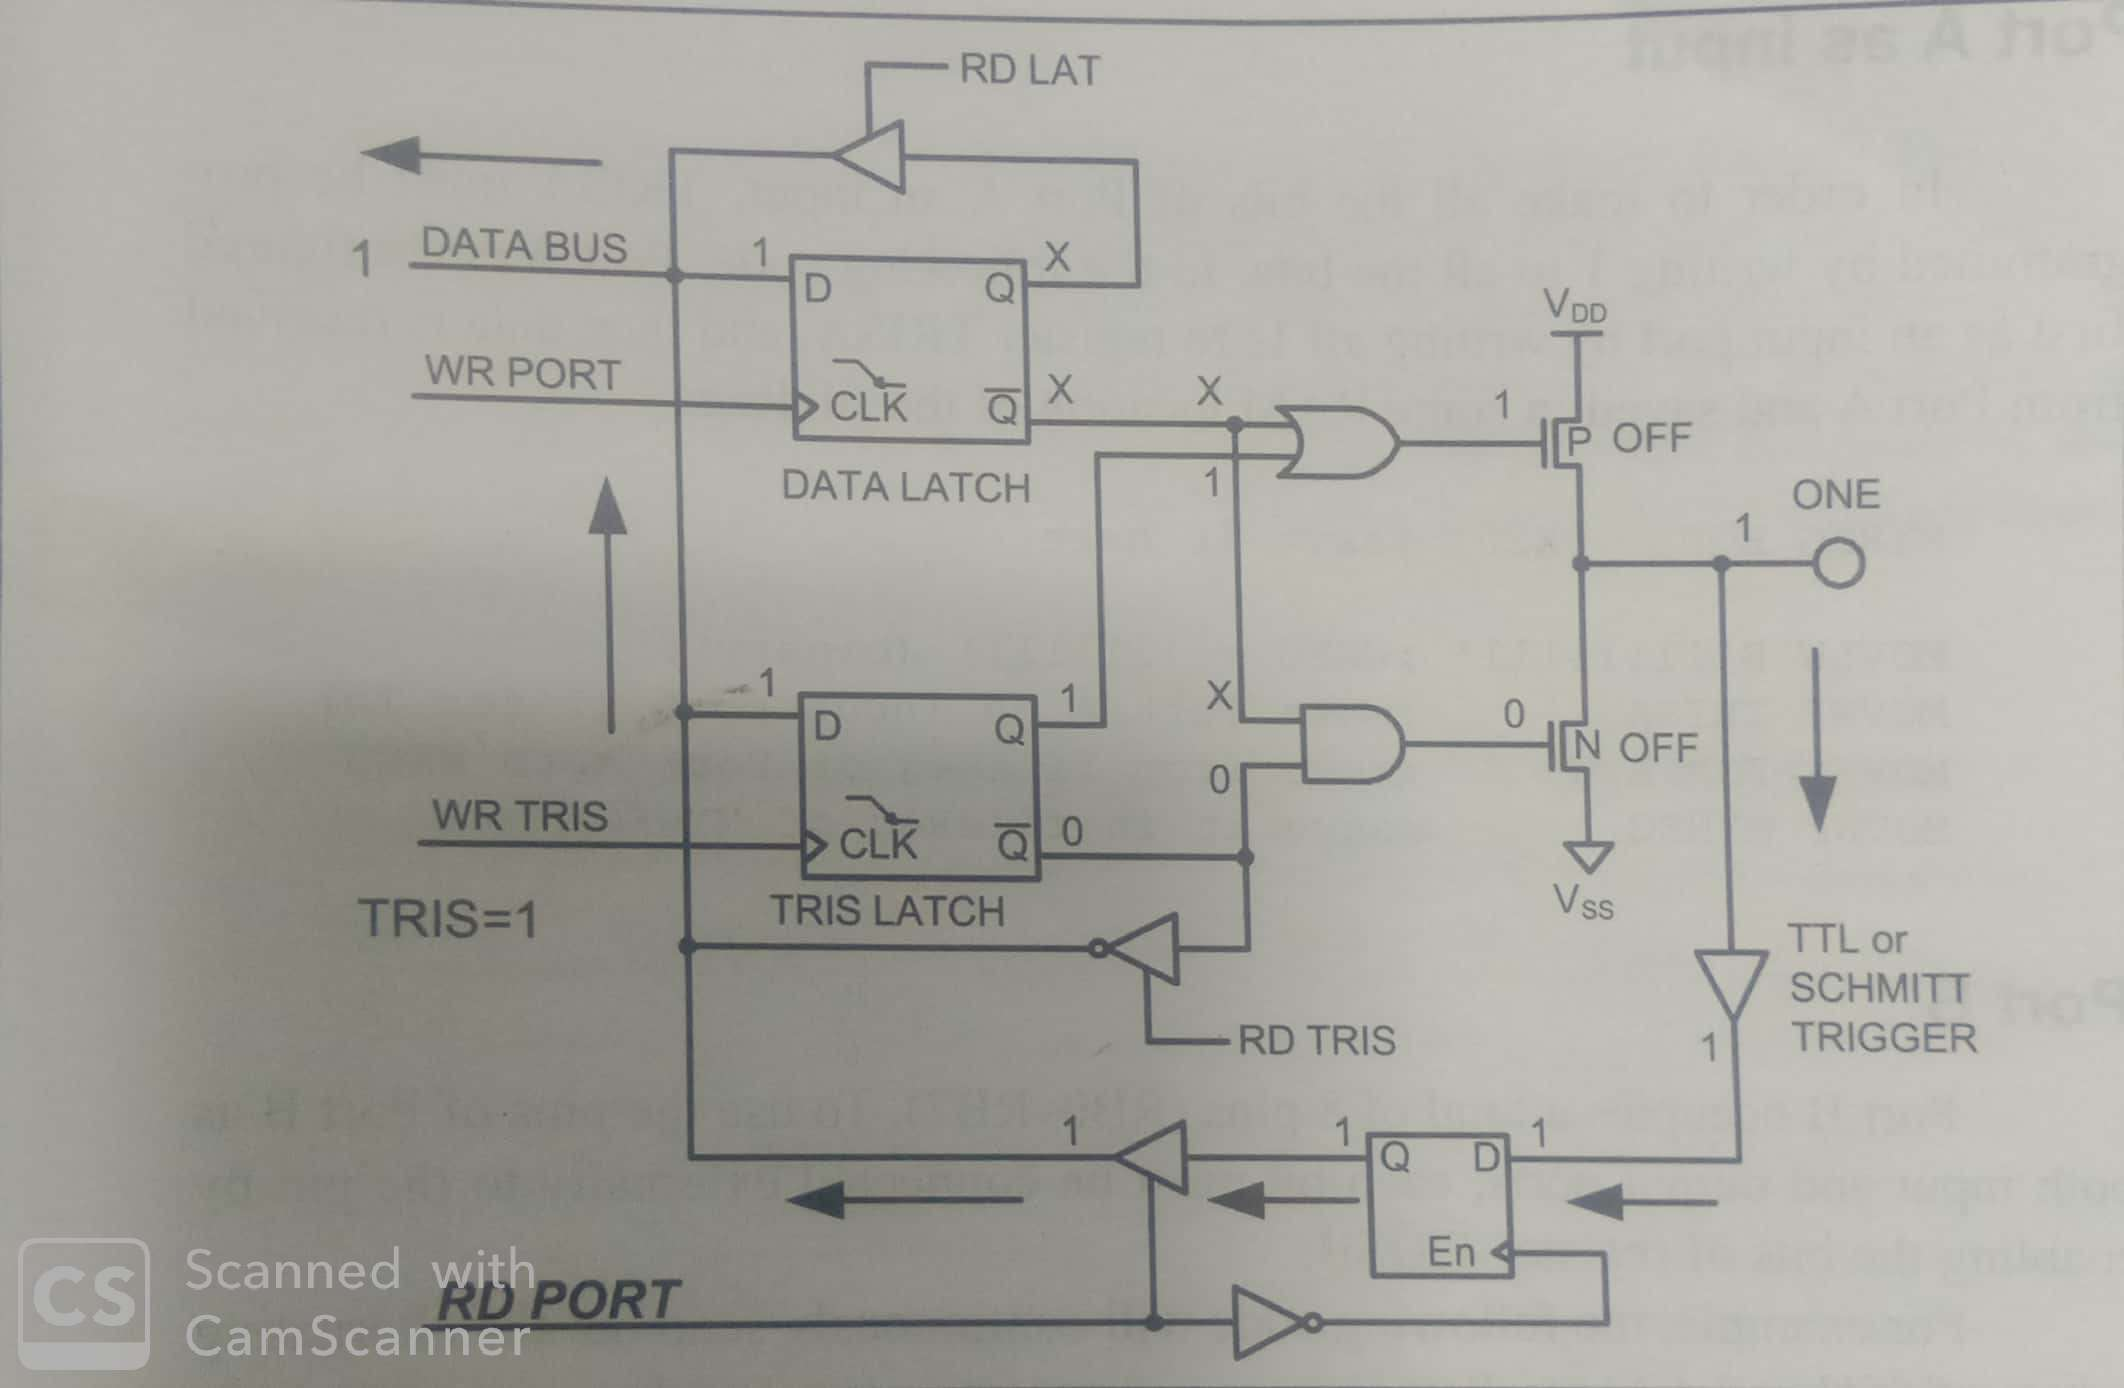 RD LAT
1 DATA BUS 1
D Q X
WR PORT
CLK Q̅ X X
1
DATA LATCH
VDD
1 P OFF
ONE
1
1
D Q 1
X
0
0 N OFF
WR TRIS
CLK Q̅ 0
VSS
TRIS=1
TRIS LATCH
RD TRIS
TTL or
SCHMITT
TRIGGER
1
1 1 Q D 1
En
RD PORT
CS Scanned with
CamScanner